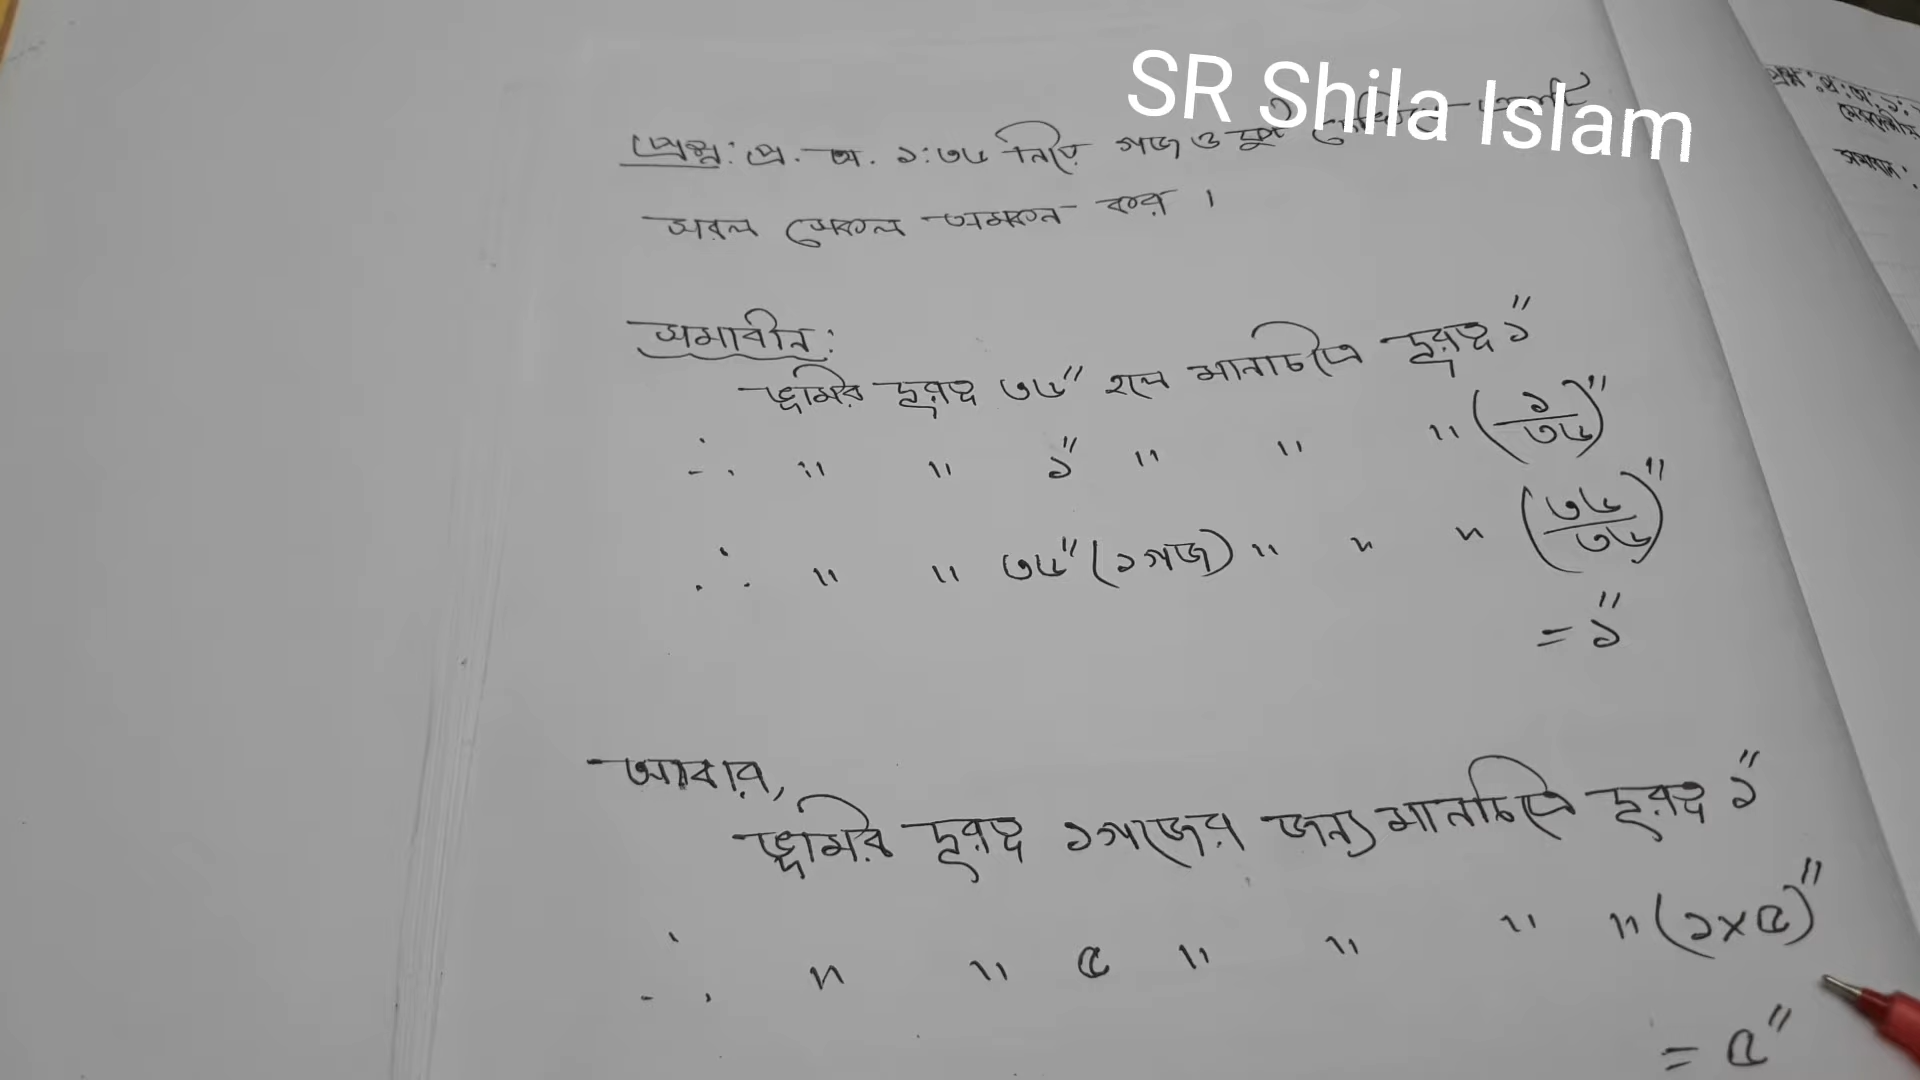 SR Shila Islam
প্রশ্ন: প্র. অ. ১:৩৬ নিয়ে গজ ও ফুট
সরল স্কেল অঙ্কন কর ।
সমাধান:
ভূমির দূরত্ব ৩৬" হলে মানচিত্রে দূরত্ব ১"
∴ " " ১" " " " (১/৩৬)"
∴ " " ৩৬" (১গজ) " " " (৩৬/৩৬)"
= ১"
আবার,
ভূমির দূরত্ব ১গজের জন্য মানচিত্রে দূরত্ব ১"
∴ " " ৫ " " " " (১×৫)"
= ৫"